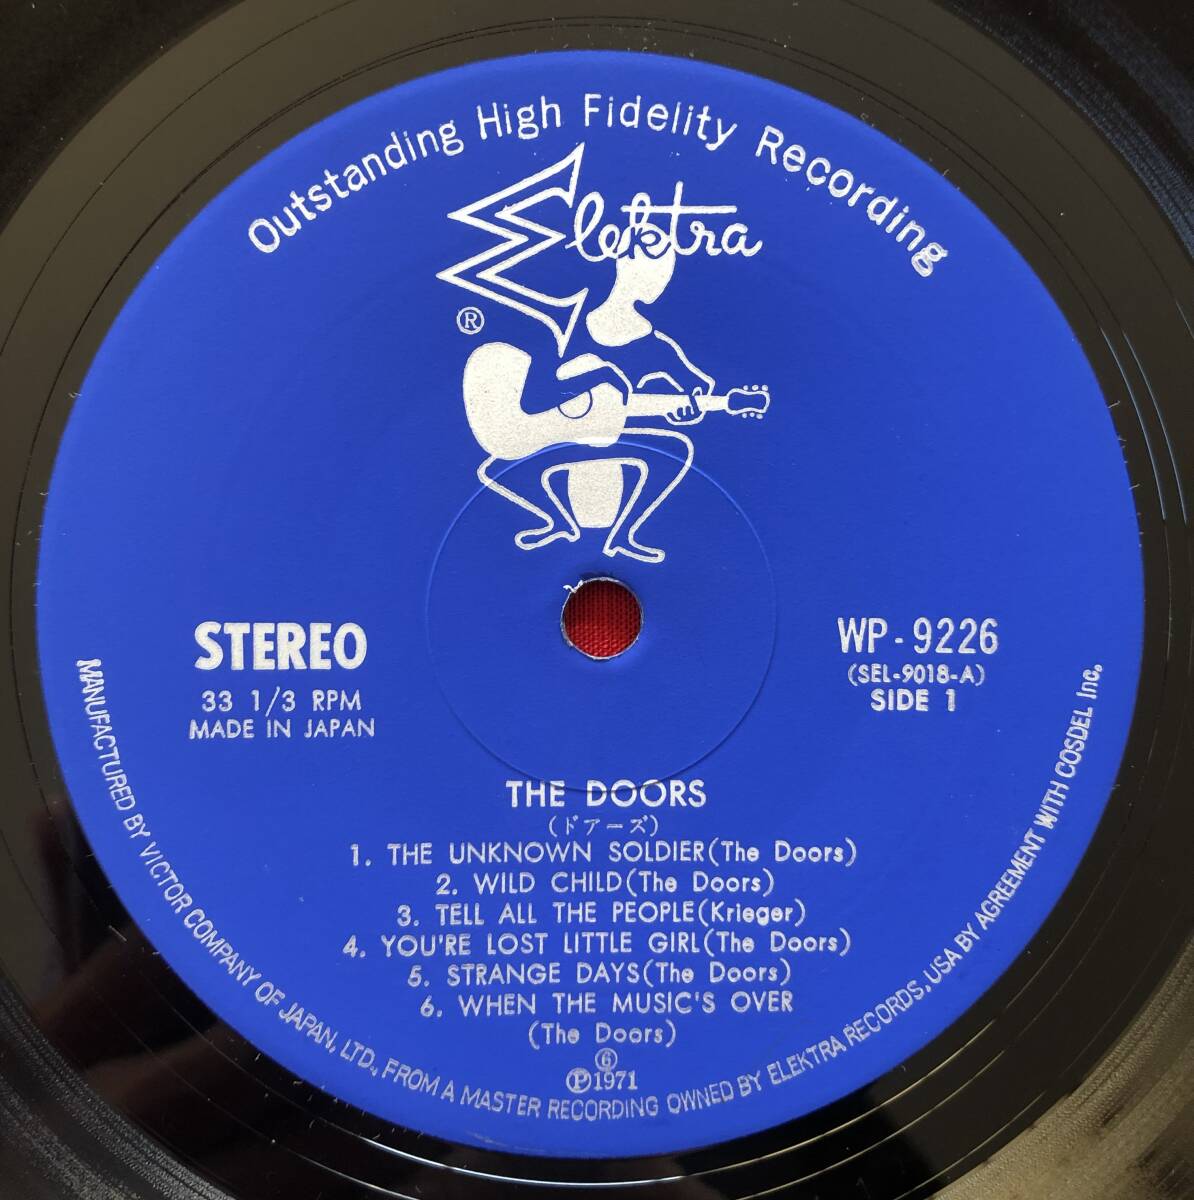 Outstanding High Fidelity Recording
Elektra
®
STEREO
33 1/3 RPM
MADE IN JAPAN
WP-9226
(SEL-9018-A)
SIDE 1
THE DOORS
(ドアーズ)
1. THE UNKNOWN SOLDIER(The Doors)
2. WILD CHILD(The Doors)
3. TELL ALL THE PEOPLE(Krieger)
4. YOU'RE LOST LITTLE GIRL(The Doors)
5. STRANGE DAYS(The Doors)
6. WHEN THE MUSIC'S OVER
(The Doors)
⑥
Ⓟ1971
MANUFACTURED BY VICTOR COMPANY OF JAPAN, LTD., FROM A MASTER RECORDING OWNED BY ELEKTRA RECORDS, USA BY AGREEMENT WITH COSDEL Inc.